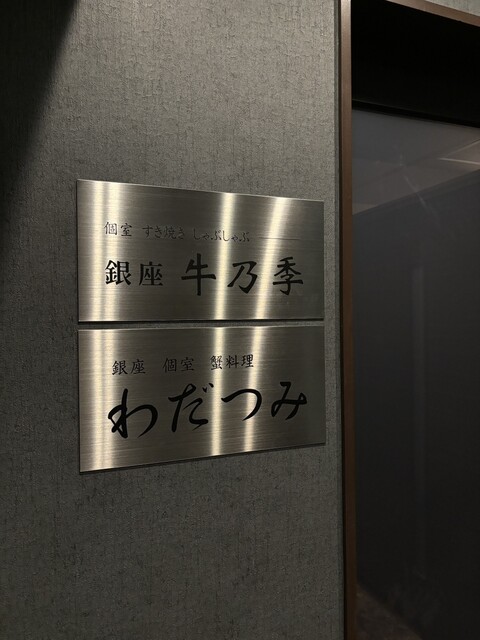 個室 すき焼き しゃぶしゃぶ
銀座 牛乃季
銀座 個室 蟹料理
わだつみ